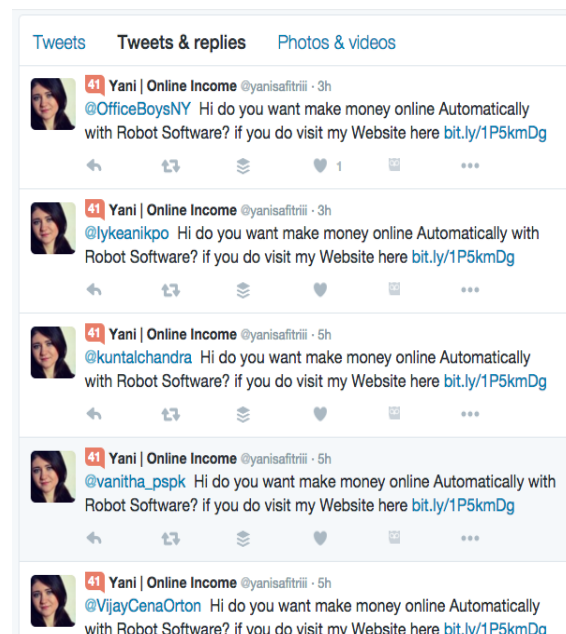 Tweets Tweets & replies Photos & videos
41 Yani | Online Income @yanisafitriii · 3h
@OfficeBoysNY Hi do you want make money online Automatically
with Robot Software? if you do visit my Website here bit.ly/1P5kmDg
1
41 Yani | Online Income @yanisafitriii · 3h
@lykeanikpo Hi do you want make money online Automatically with
Robot Software? if you do visit my Website here bit.ly/1P5kmDg
41 Yani | Online Income @yanisafitriii · 5h
@kuntalchandra Hi do you want make money online Automatically
with Robot Software? if you do visit my Website here bit.ly/1P5kmDg
41 Yani | Online Income @yanisafitriii · 5h
@vanitha_pspk Hi do you want make money online Automatically with
Robot Software? if you do visit my Website here bit.ly/1P5kmDg
41 Yani | Online Income @yanisafitriii · 5h
@VijayCenaOrton Hi do you want make money online Automatically
with Robot Software? if you do visit my Website here bit.ly/1P5kmDg